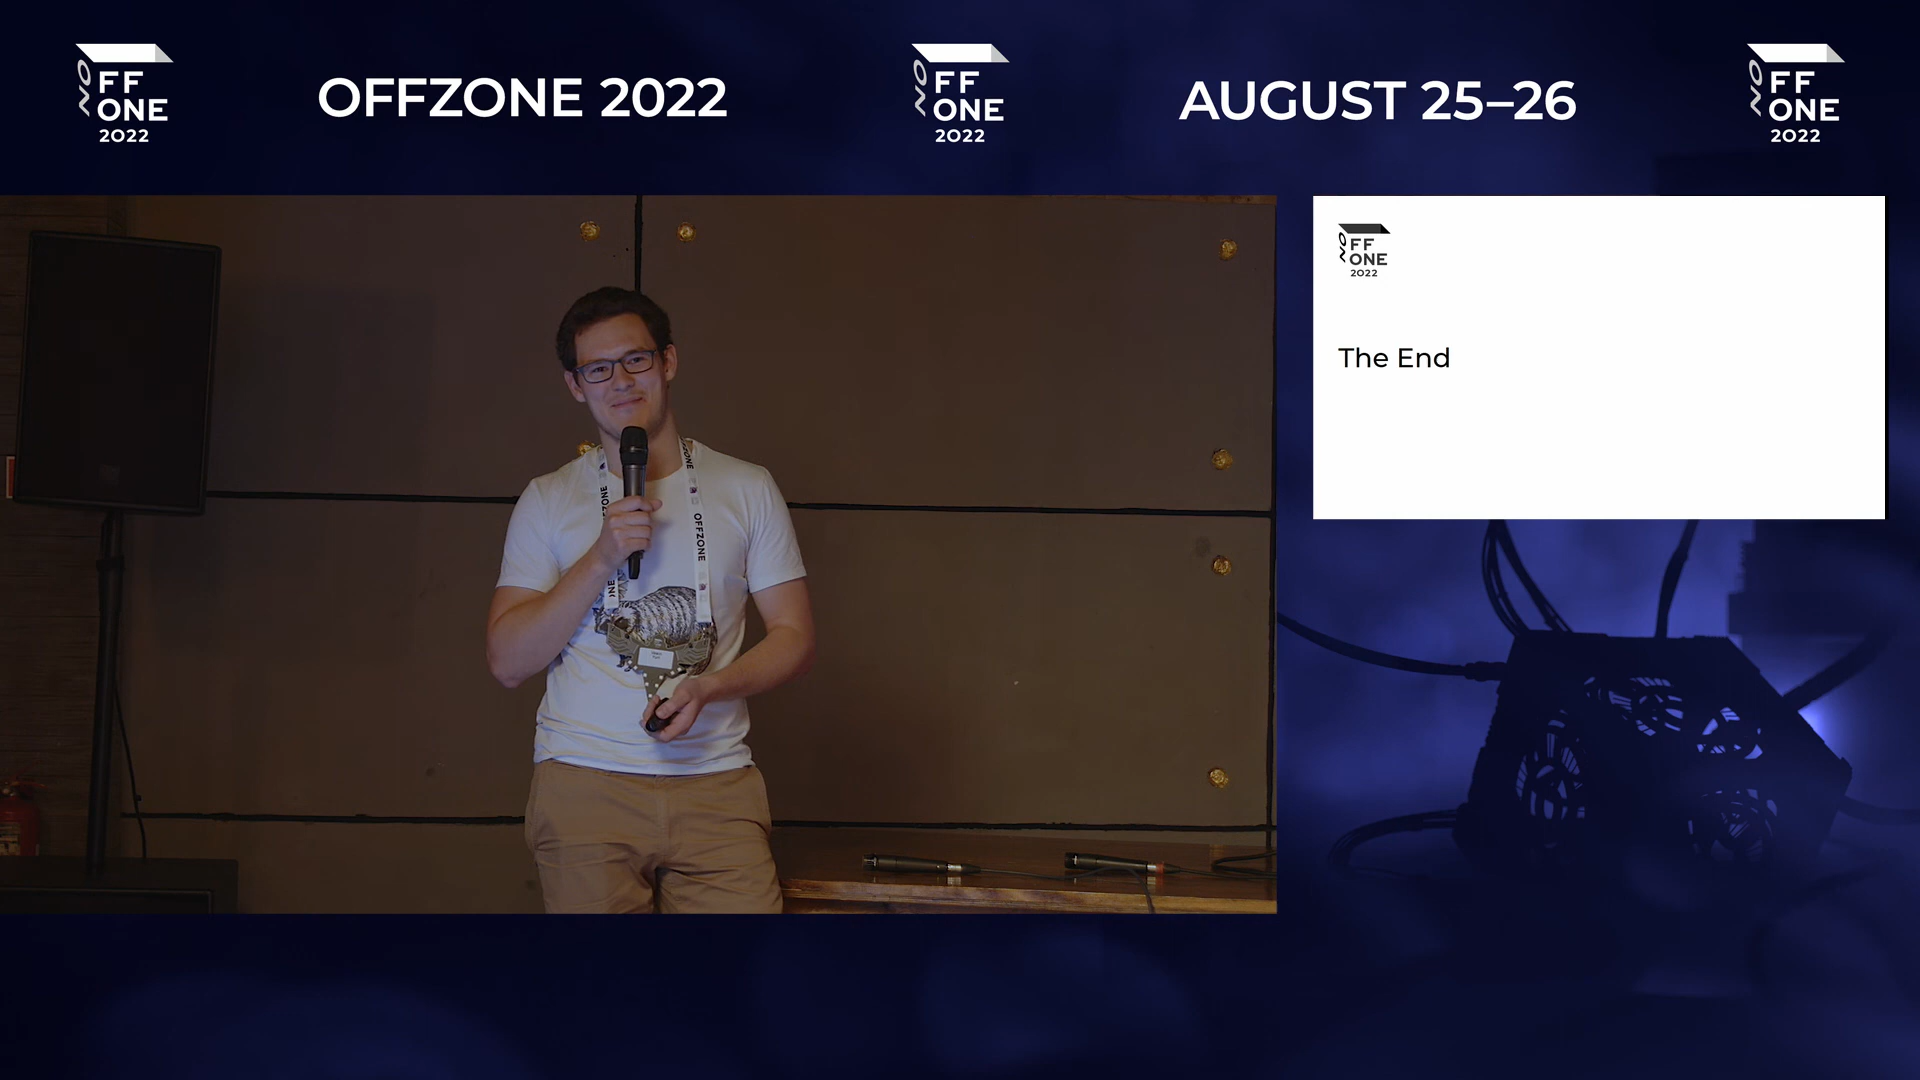 OFF
ZONE
2022
OFFZONE 2022
OFF
ZONE
2022
AUGUST 25–26
OFF
ZONE
2022
OFF
ZONE
2022
The End
OFFZONE